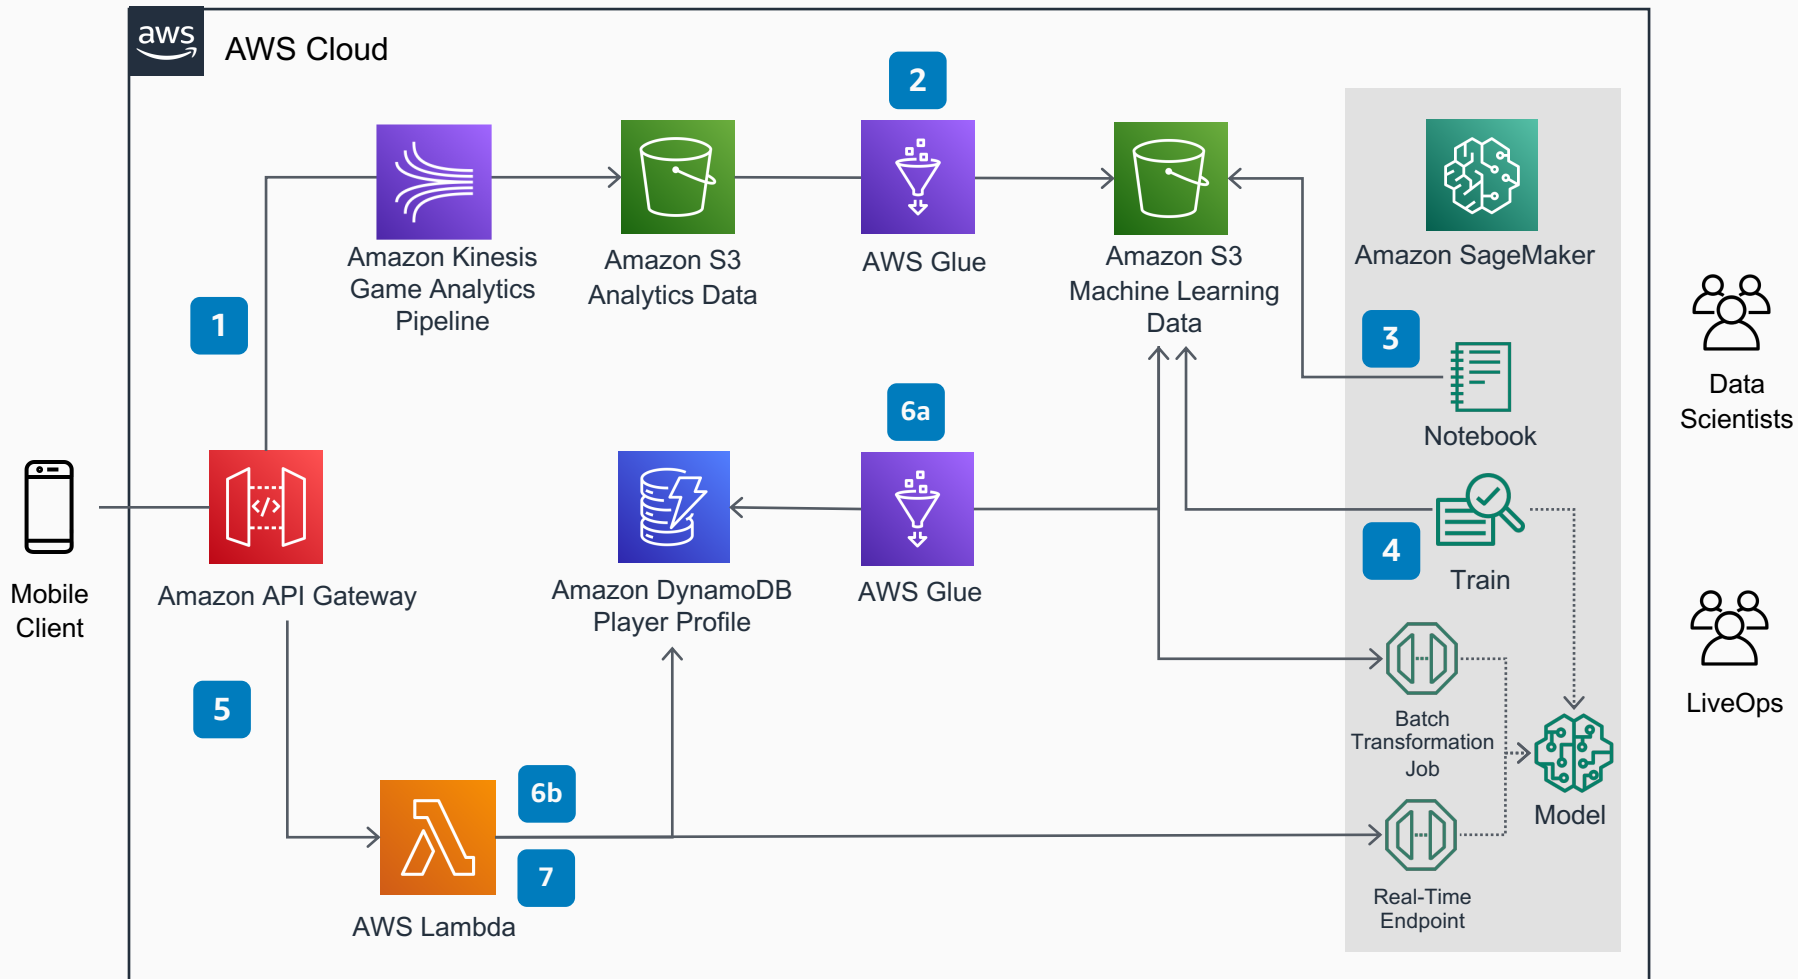 aws
AWS Cloud
2
Amazon Kinesis
Game Analytics
Pipeline
Amazon S3
Analytics Data
AWS Glue
Amazon S3
Machine Learning
Data
Amazon SageMaker
1
3
Notebook
Data
Scientists
6a
</>
Mobile
Client
Amazon API Gateway
Amazon DynamoDB
Player Profile
AWS Glue
4
Train
5
Batch
Transformation
Job
LiveOps
6b
7
AWS Lambda
Model
Real-Time
Endpoint